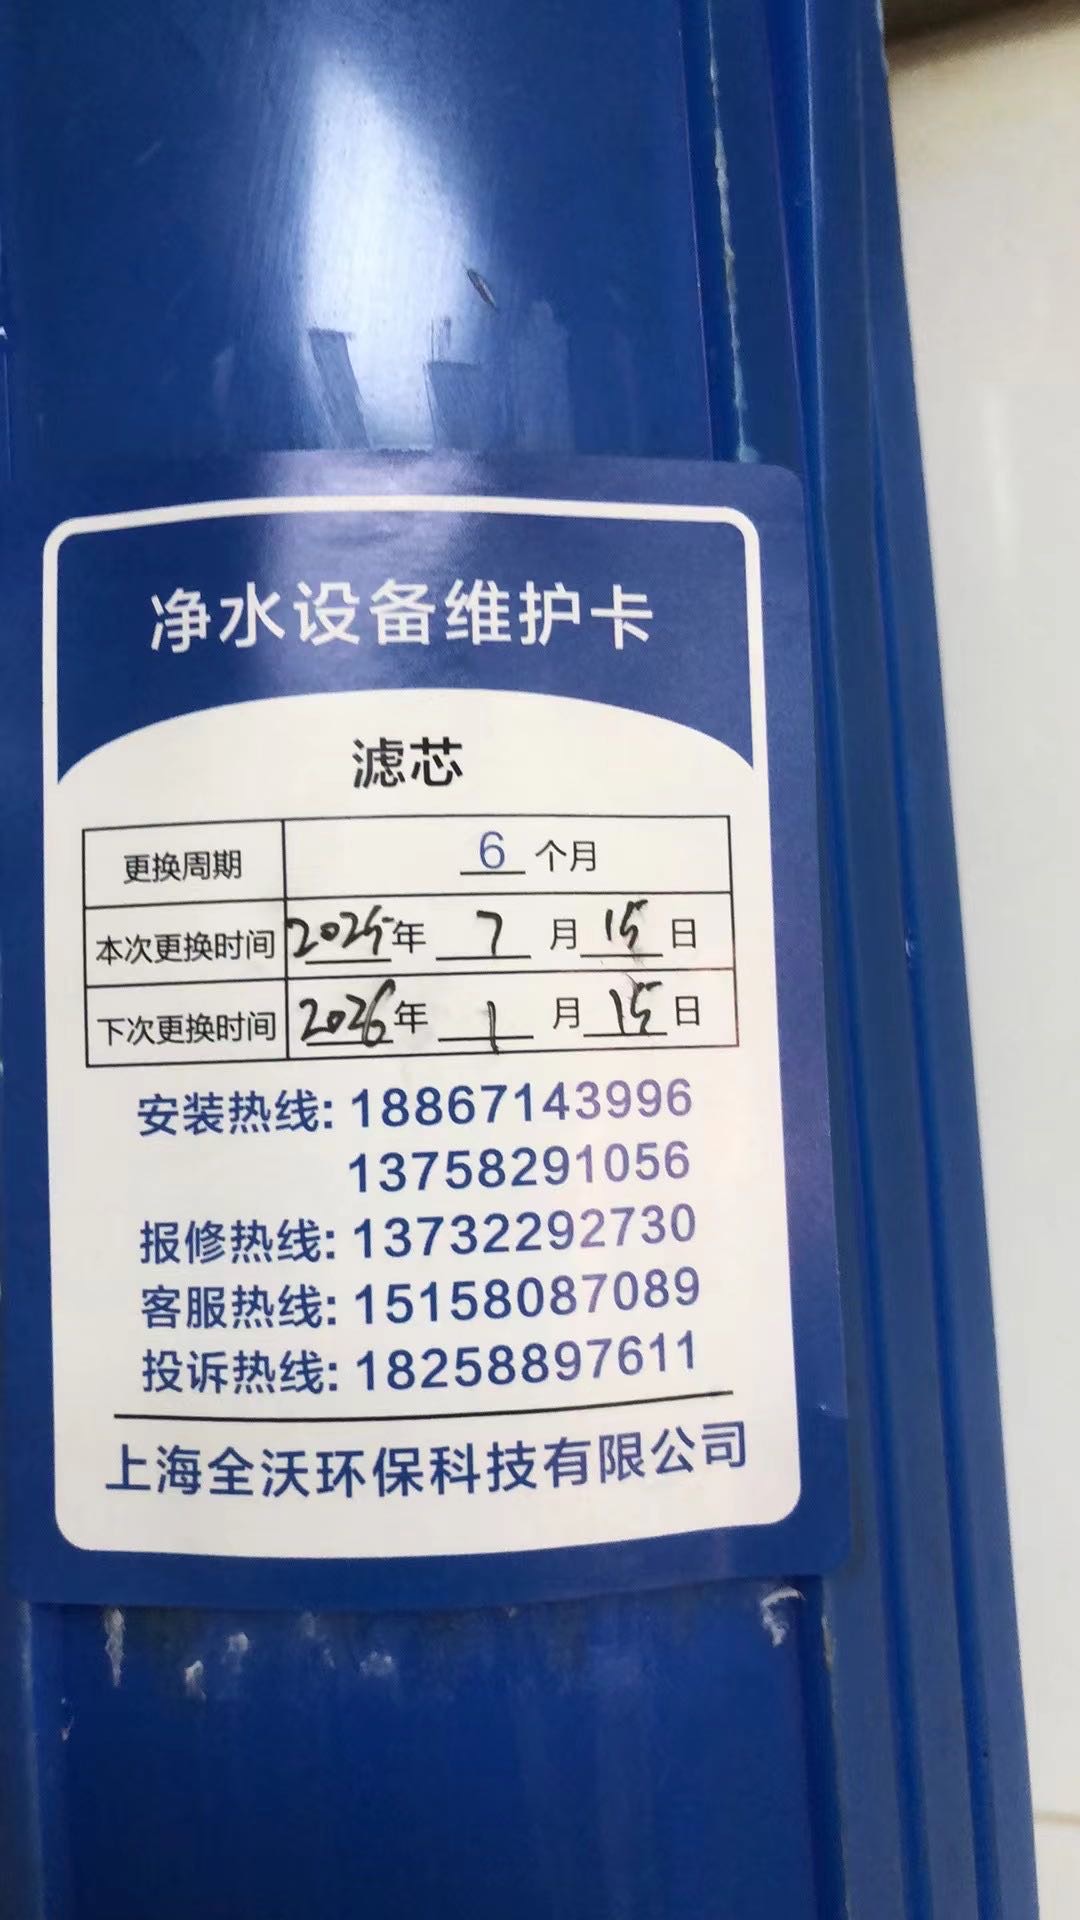 净水设备维护卡
滤芯
更换周期 6 个月
本次更换时间 2025年 7 月 15 日
下次更换时间 2026年 1 月 15 日
安装热线: 18867143996
13758291056
报修热线: 13732292730
客服热线: 15158087089
投诉热线: 18258897611
上海全沃环保科技有限公司